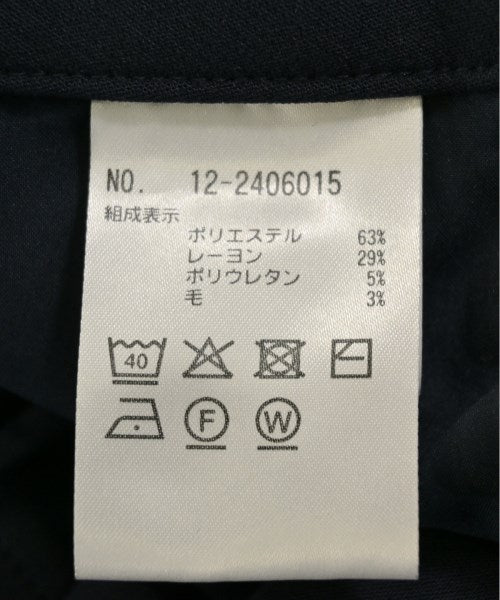 NO. 12-2406015
組成表示
ポリエステル 63%
レーヨン 29%
ポリウレタン 5%
毛 3%
40
F W